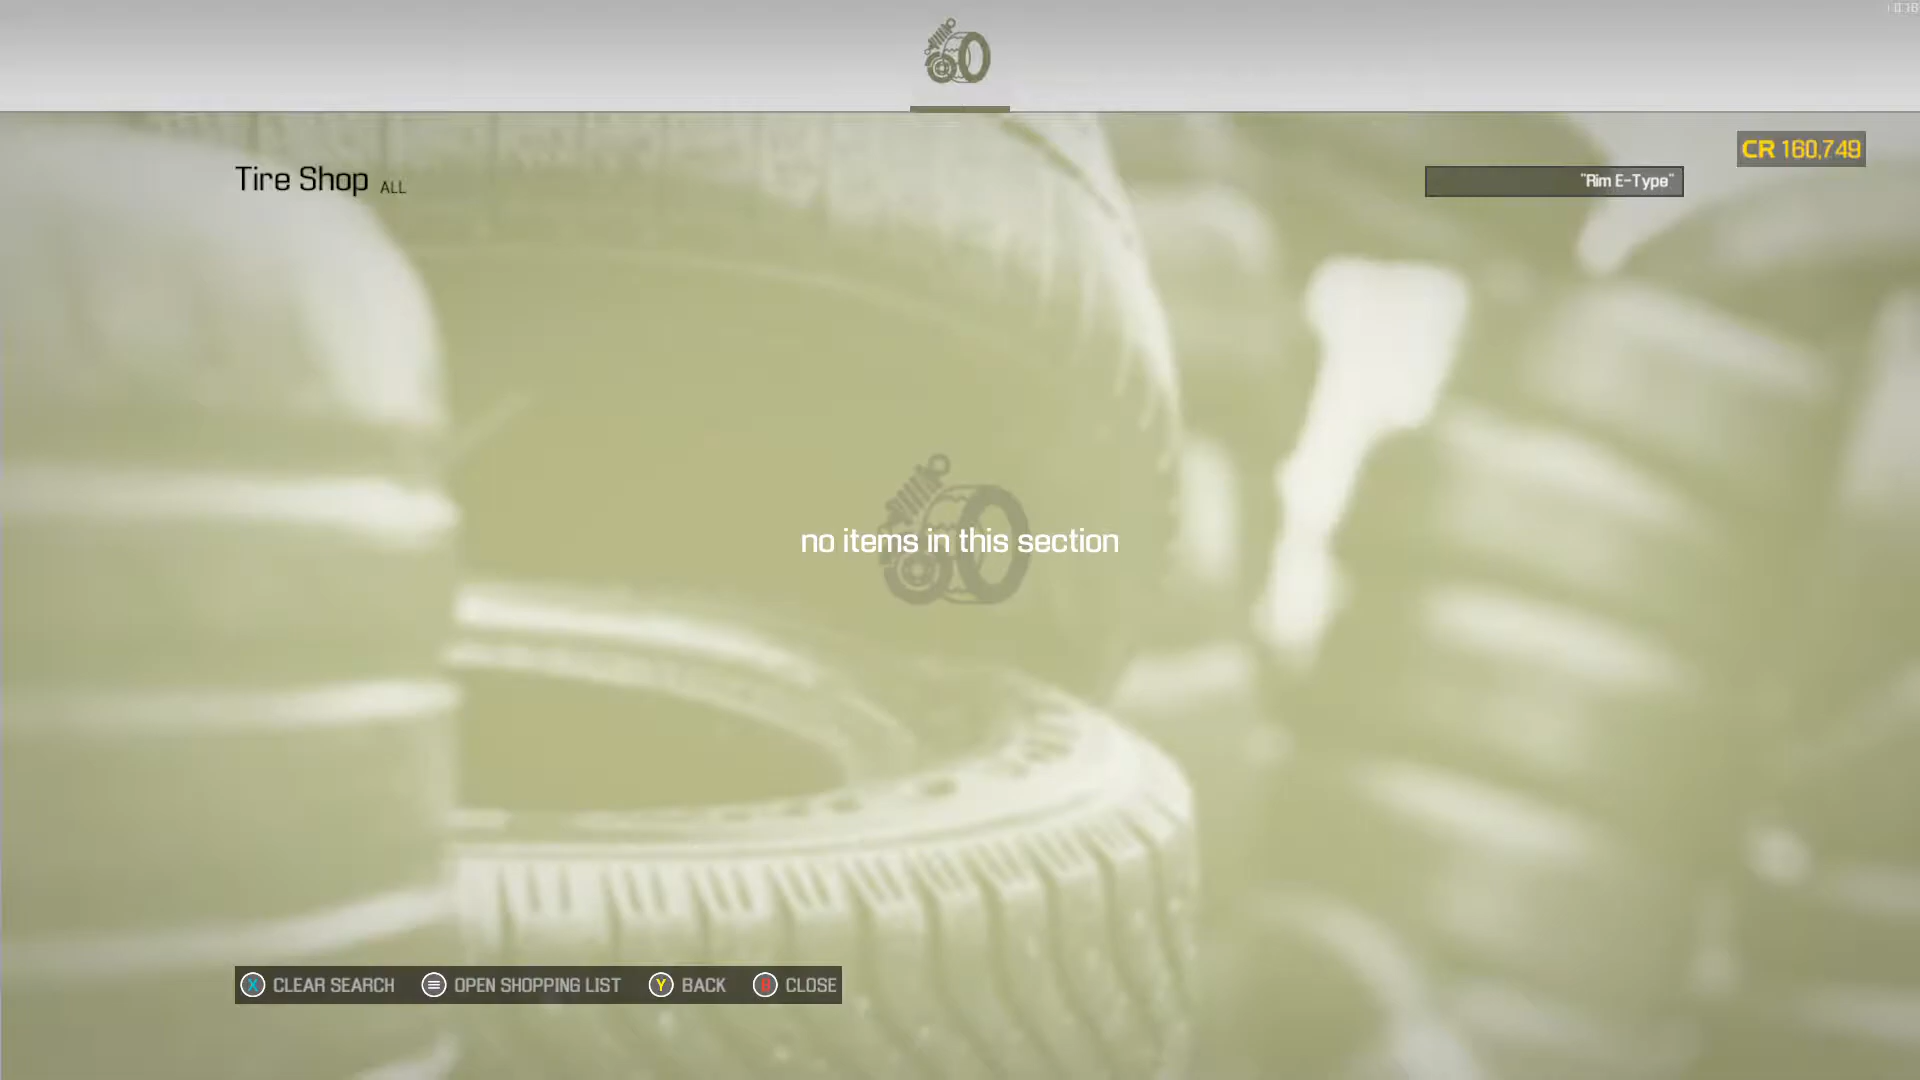 Tire Shop ALL
CR 160,749
"Rim E-Type"
no items in this section
X CLEAR SEARCH
OPEN SHOPPING LIST
Y BACK
B CLOSE